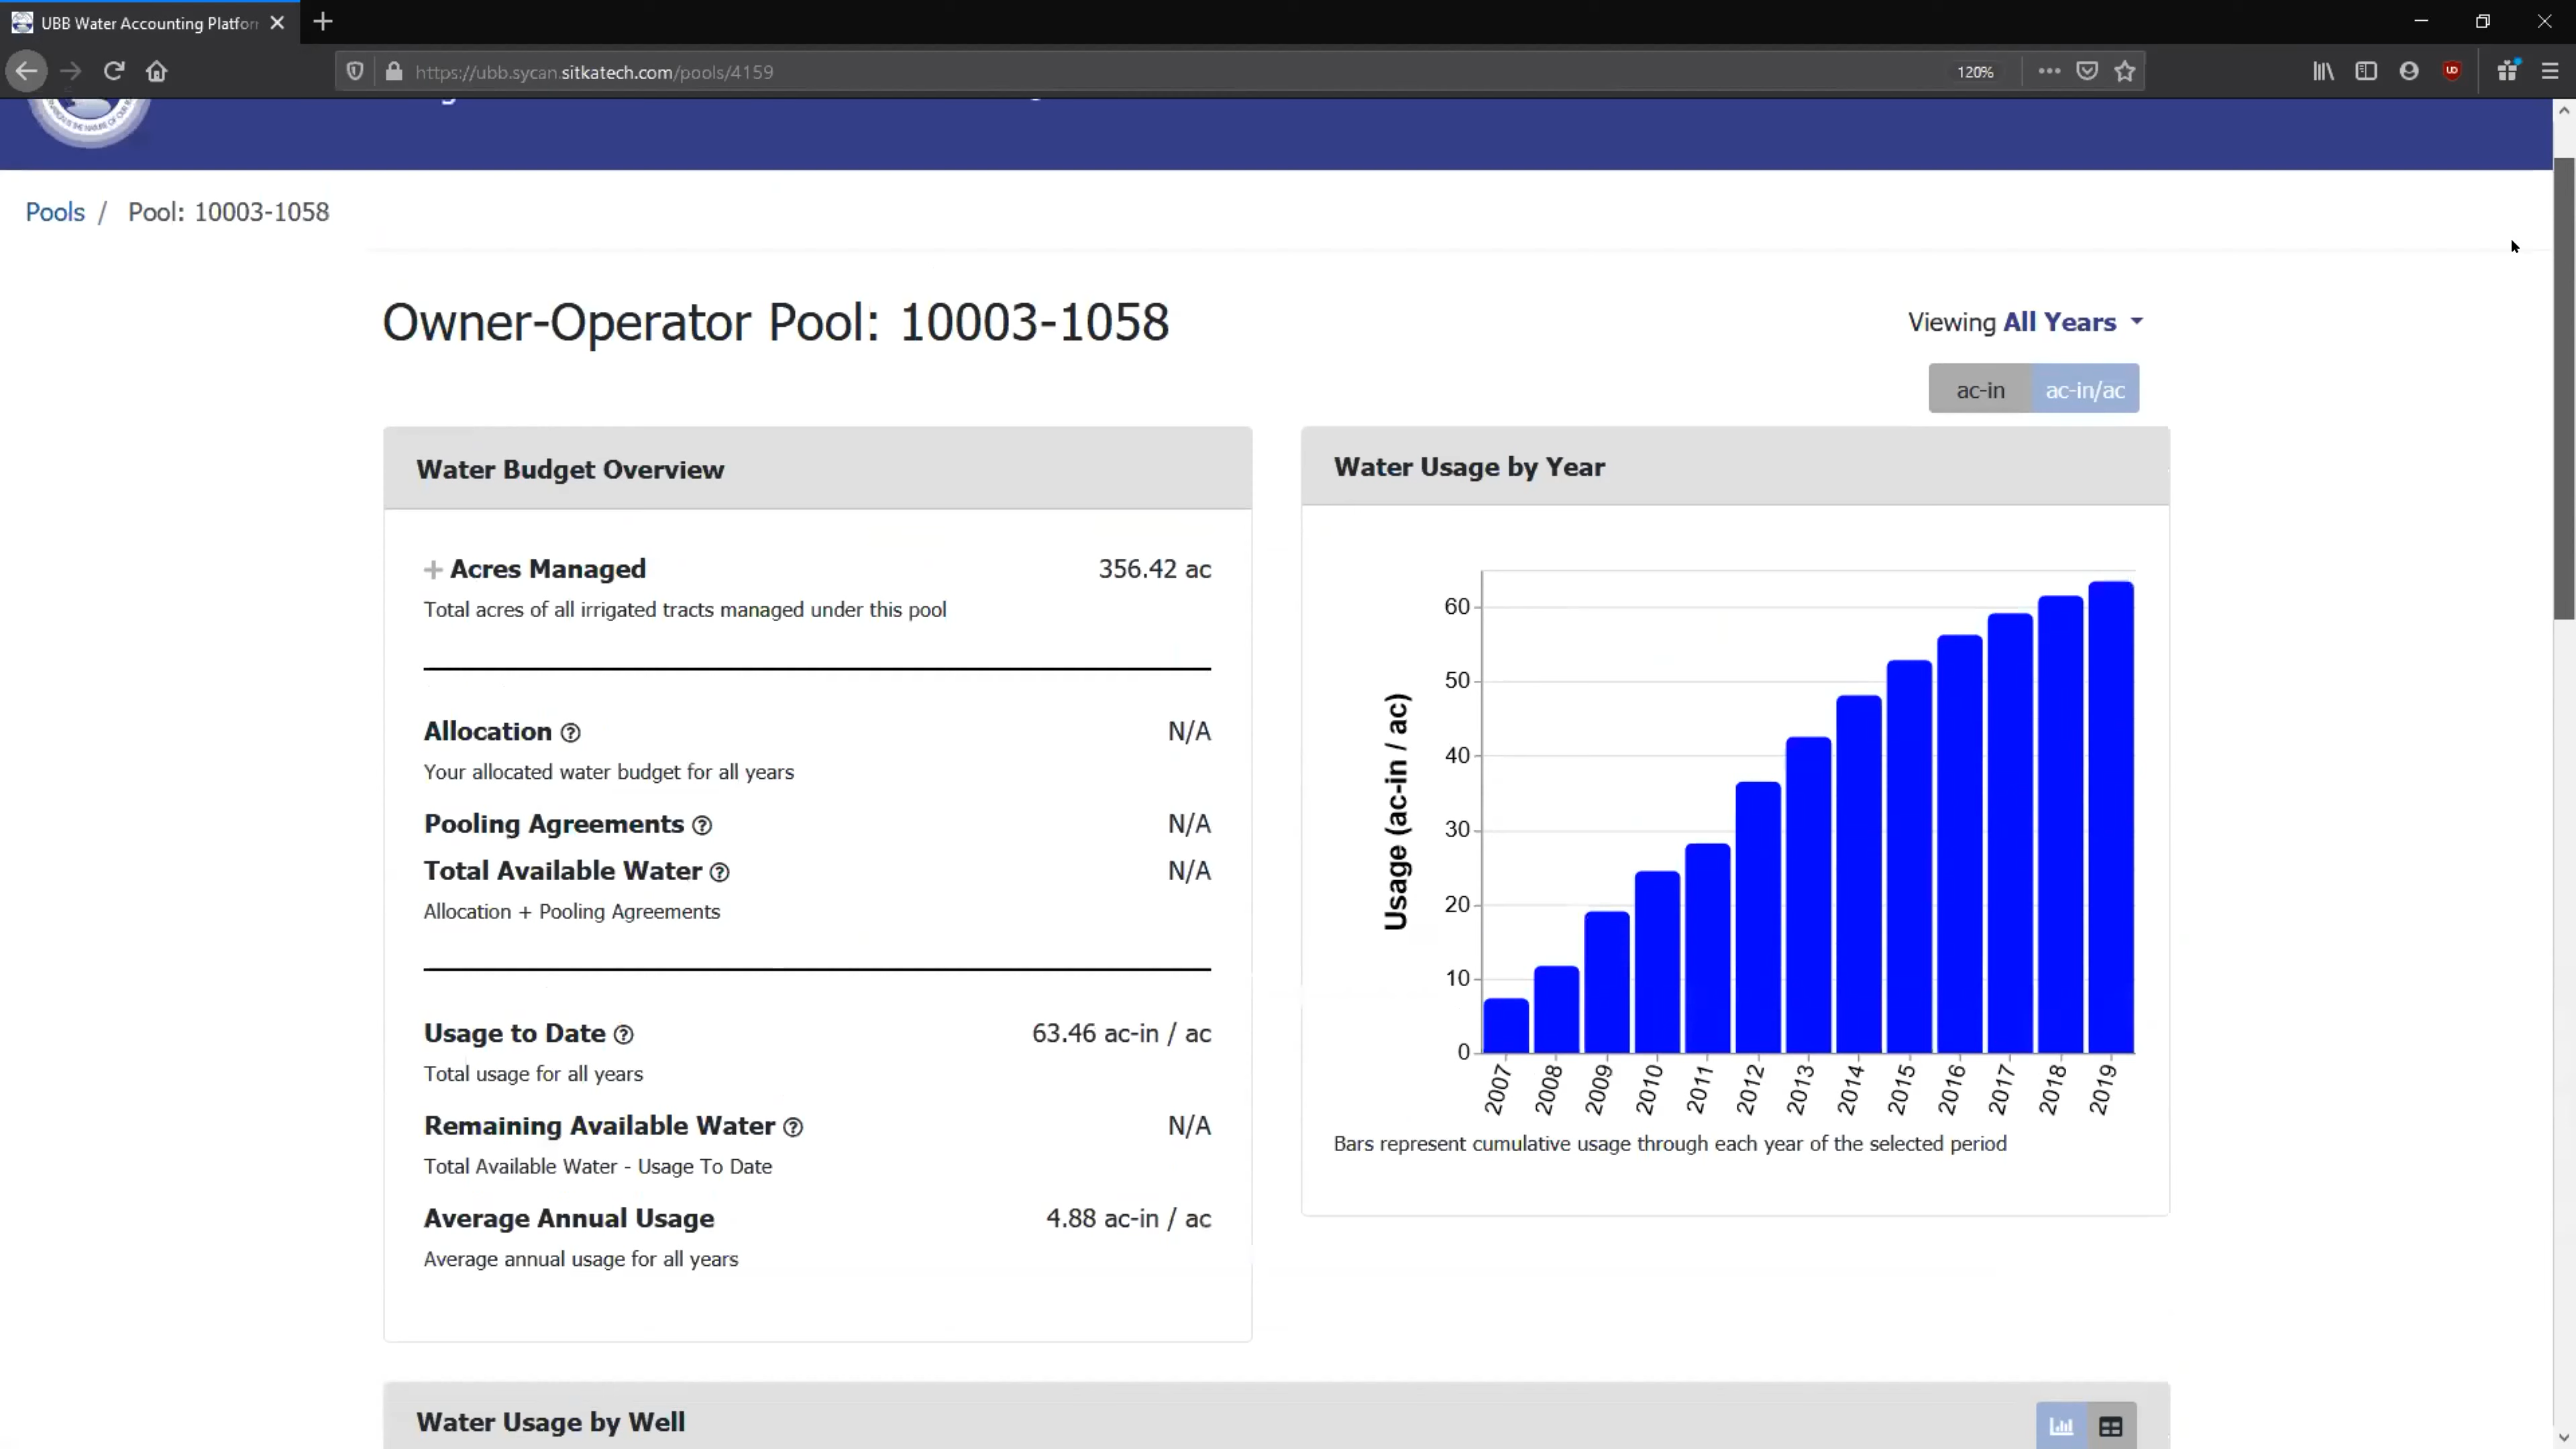 UBB Water Accounting Platfor
https://ubb.sycan.sitkatech.com/pools/4159
120%
Pools / Pool: 10003-1058
Owner-Operator Pool: 10003-1058
Viewing All Years
ac-in ac-in/ac
Water Budget Overview
Acres Managed 356.42 ac
Total acres of all irrigated tracts managed under this pool
Allocation N/A
Your allocated water budget for all years
Pooling Agreements N/A
Total Available Water N/A
Allocation + Pooling Agreements
Usage to Date 63.46 ac-in / ac
Total usage for all years
Remaining Available Water N/A
Total Available Water - Usage To Date
Average Annual Usage 4.88 ac-in / ac
Average annual usage for all years
Water Usage by Year
Usage (ac-in / ac)
60
50
40
30
20
10
0
2007 2008 2009 2010 2011 2012 2013 2014 2015 2016 2017 2018 2019
Bars represent cumulative usage through each year of the selected period
Water Usage by Well